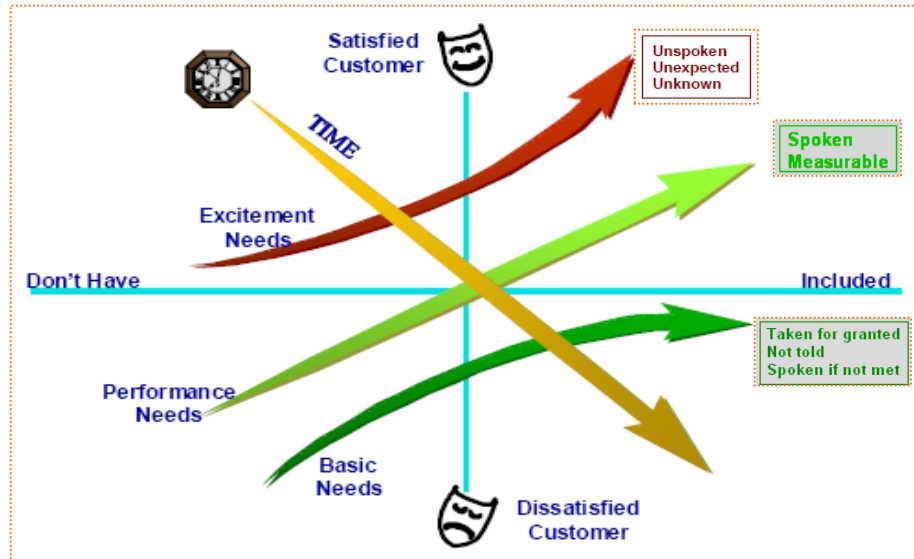 Satisfied
Customer
Unspoken
Unexpected
Unknown
TIME
Spoken
Measurable
Excitement
Needs
Don't Have
Included
Taken for granted
Not told
Spoken if not met
Performance
Needs
Basic
Needs
Dissatisfied
Customer